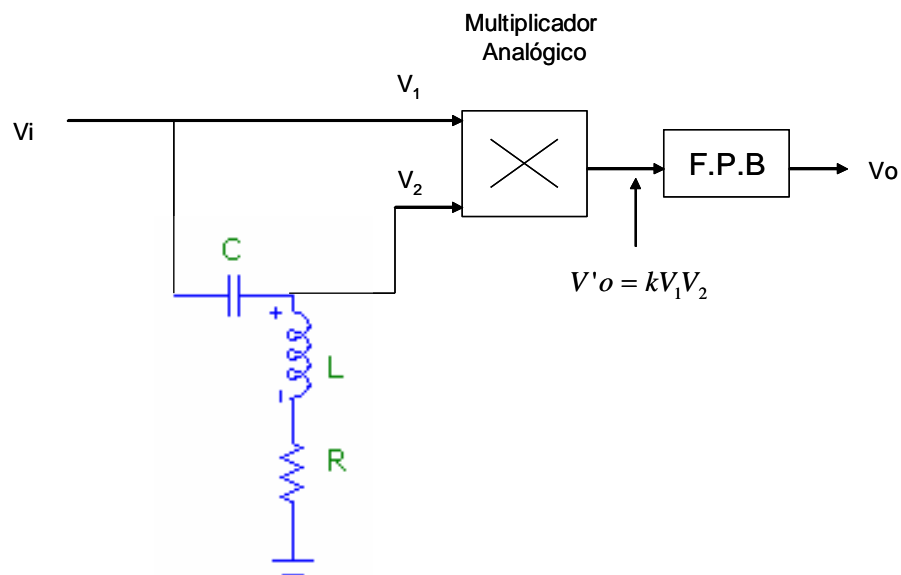 Multiplicador
Analógico
V₁
Vi
V₂
F.P.B
Vo
C
V'o = kV₁V₂
+
L
-
R